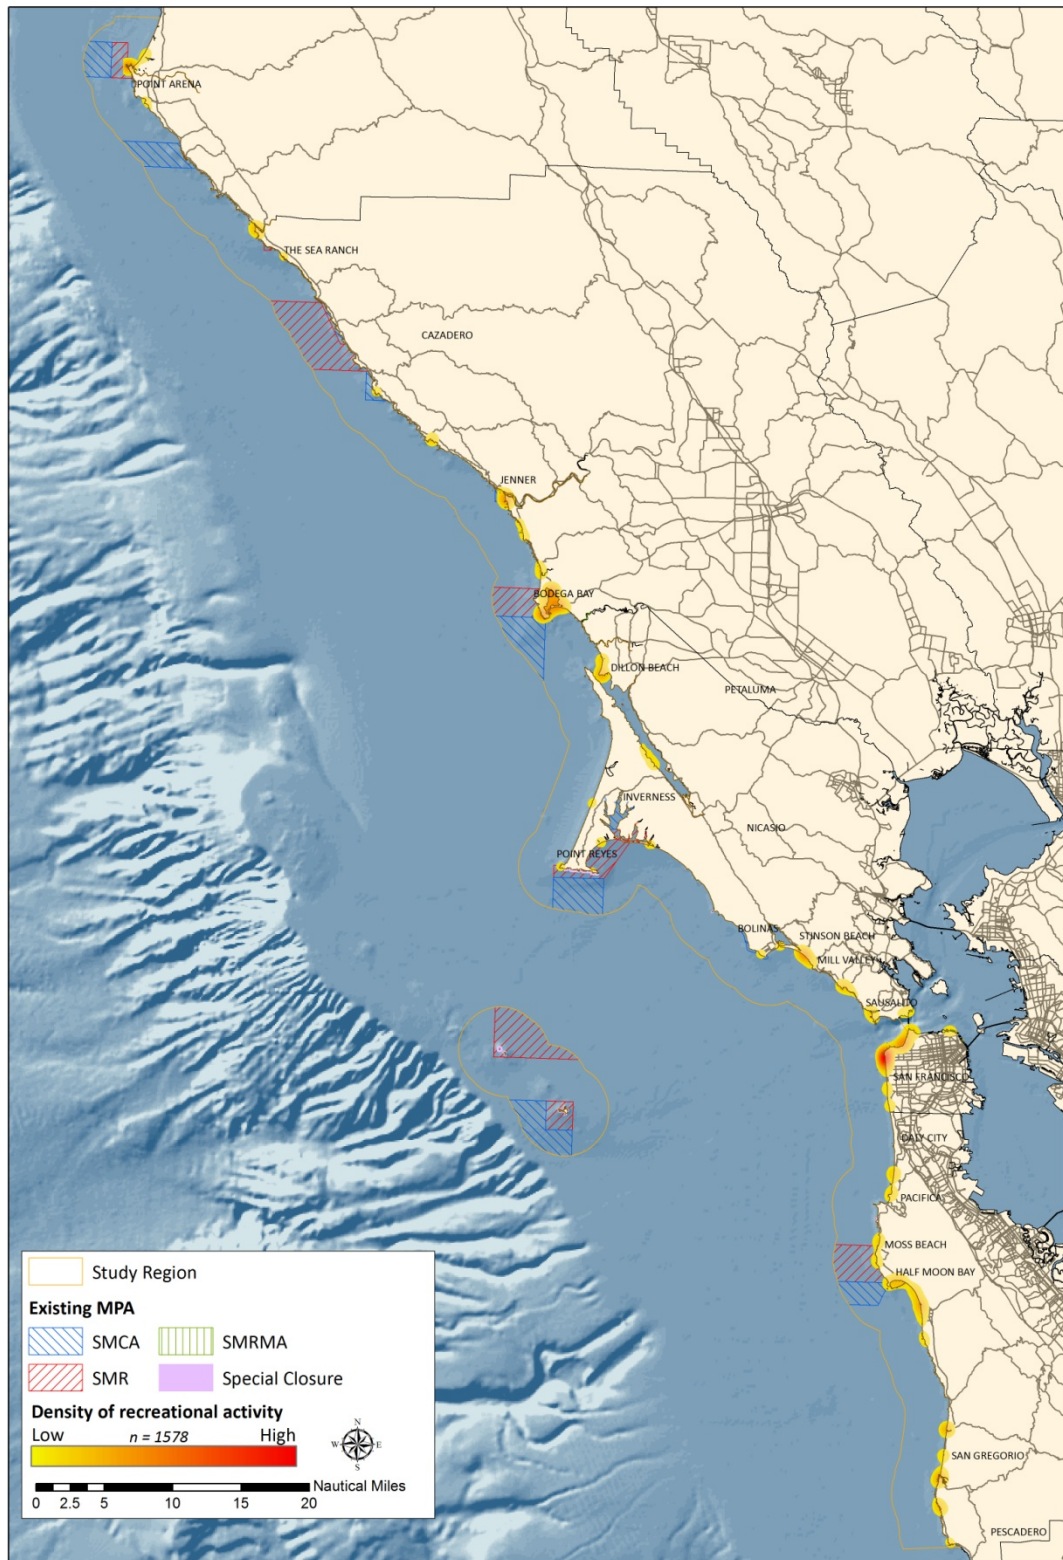 POINT ARENA
THE SEA RANCH
CAZADERO
JENNER
BODEGA BAY
DILLON BEACH
PETALUMA
INVERNESS
NICASIO
POINT REYES
BOLINAS
STINSON BEACH
MILL VALLEY
SAUSALITO
SAN FRANCISCO
DALY CITY
PACIFICA
MOSS BEACH
HALF MOON BAY
SAN GREGORIO
PESCADERO
Study Region
Existing MPA
SMCA SMRMA
SMR Special Closure
Density of recreational activity
Low n = 1578 High
N
W E
S
Nautical Miles
0 2.5 5 10 15 20